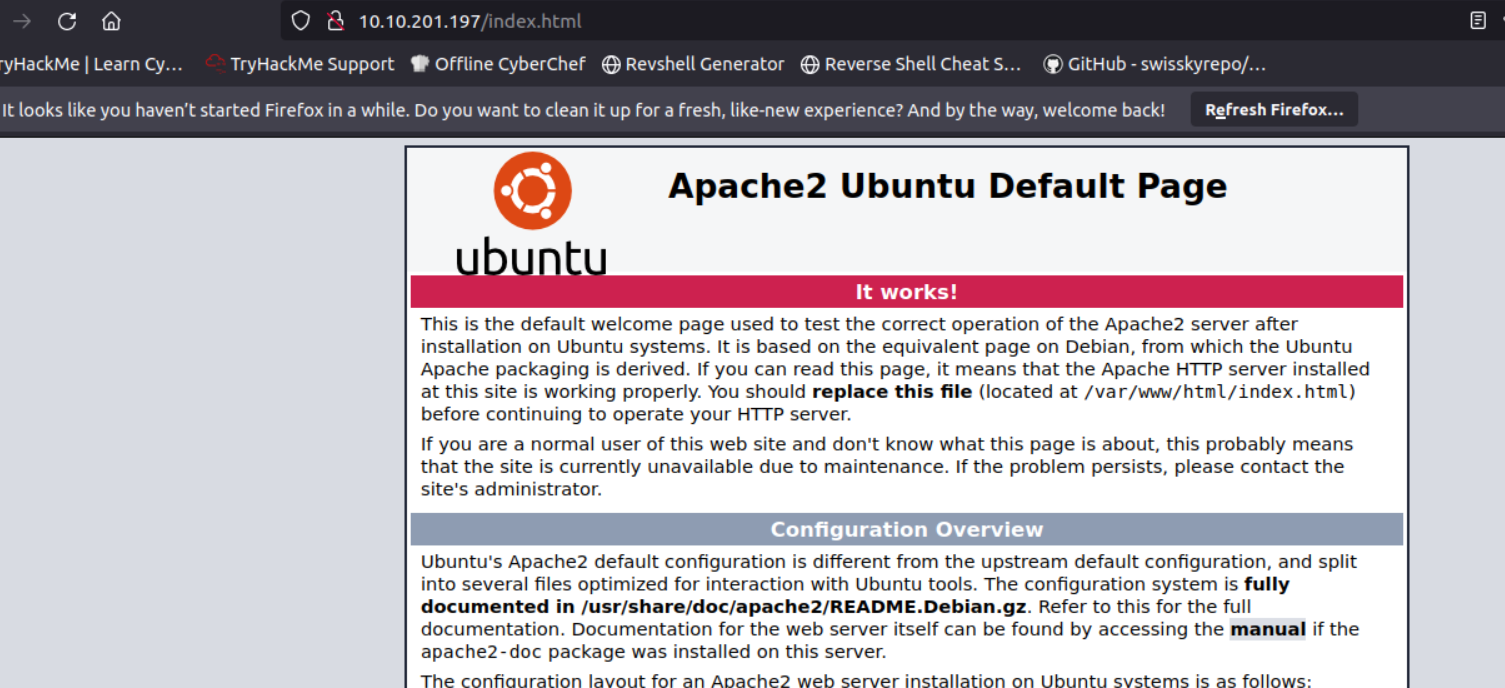 10.10.201.197/index.html
ryHackMe | Learn Cy… TryHackMe Support Offline CyberChef Revshell Generator Reverse Shell Cheat S… GitHub - swisskyrepo/…
It looks like you haven’t started Firefox in a while. Do you want to clean it up for a fresh, like-new experience? And by the way, welcome back! Refresh Firefox…
Apache2 Ubuntu Default Page
ubuntu
It works!
This is the default welcome page used to test the correct operation of the Apache2 server after
installation on Ubuntu systems. It is based on the equivalent page on Debian, from which the Ubuntu
Apache packaging is derived. If you can read this page, it means that the Apache HTTP server installed
at this site is working properly. You should replace this file (located at /var/www/html/index.html)
before continuing to operate your HTTP server.
If you are a normal user of this web site and don't know what this page is about, this probably means
that the site is currently unavailable due to maintenance. If the problem persists, please contact the
site's administrator.
Configuration Overview
Ubuntu's Apache2 default configuration is different from the upstream default configuration, and split
into several files optimized for interaction with Ubuntu tools. The configuration system is fully
documented in /usr/share/doc/apache2/README.Debian.gz. Refer to this for the full
documentation. Documentation for the web server itself can be found by accessing the manual if the
apache2-doc package was installed on this server.
The configuration layout for an Apache2 web server installation on Ubuntu systems is as follows: